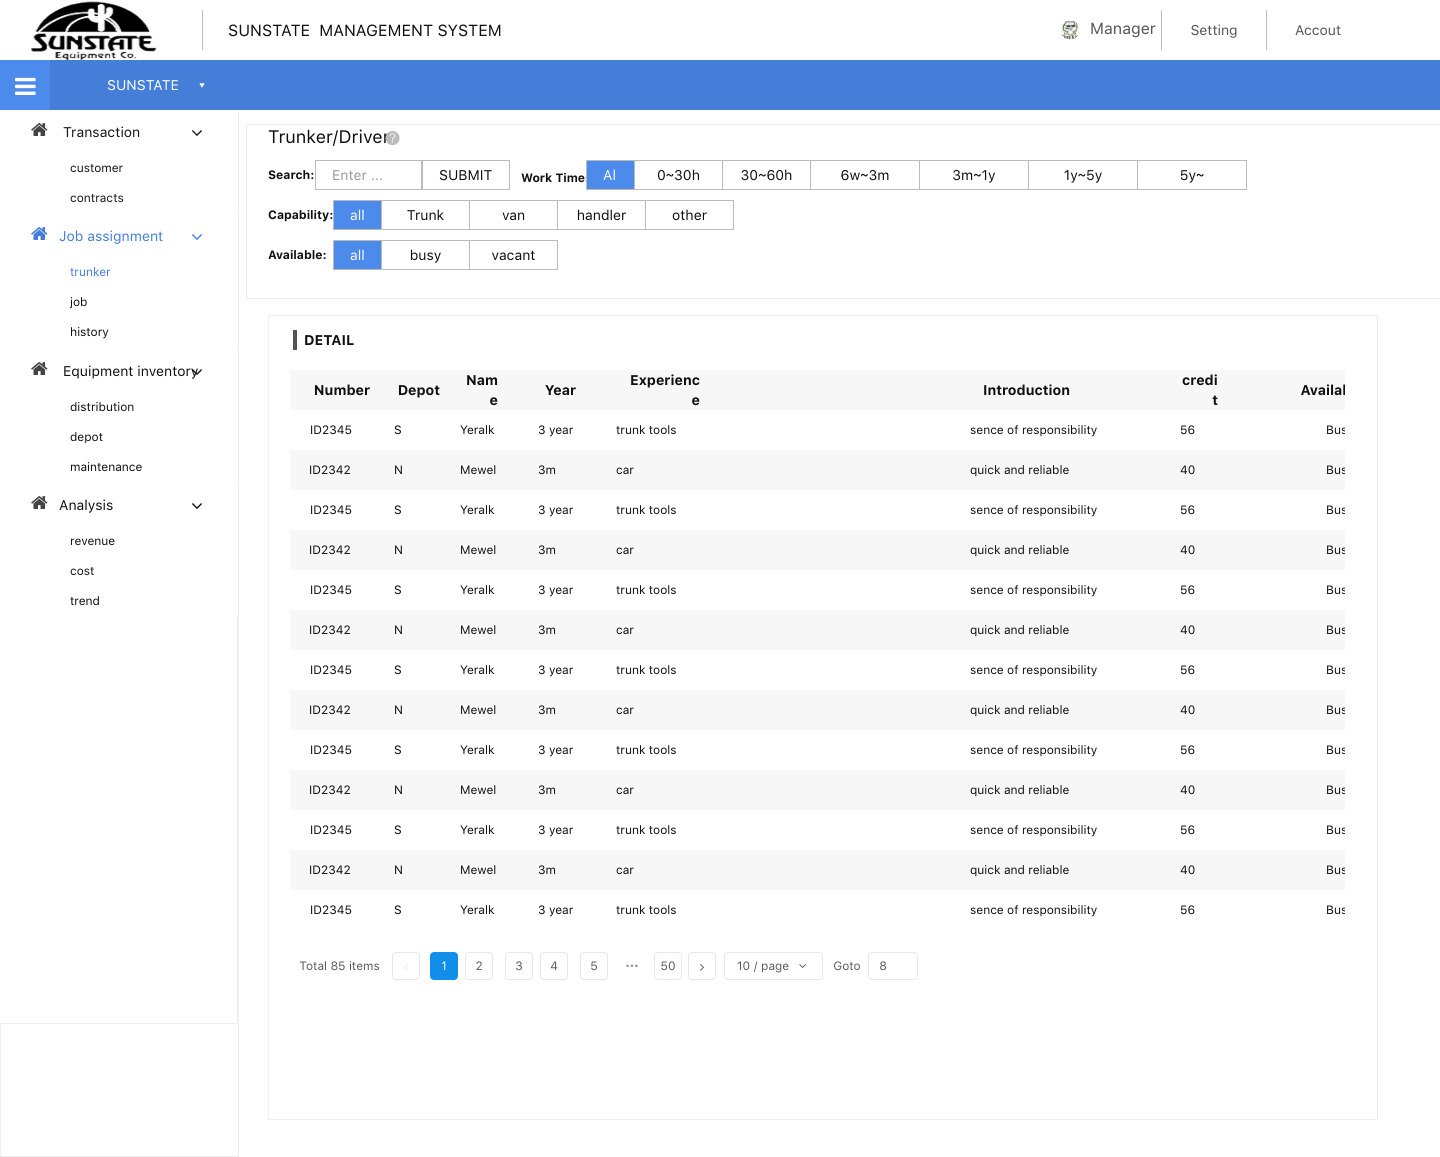 SUNSTATE
Equipment Co.
SUNSTATE  MANAGEMENT SYSTEM
Manager
Setting
Accout
SUNSTATE
Transaction
customer
contracts
Job assignment
trunker
job
history
Equipment inventory
distribution
depot
maintenance
Analysis
revenue
cost
trend
Trunker/Driver
?
Search: Enter ... SUBMIT Work Time: Al 0~30h 30~60h 6w~3m 3m~1y 1y~5y 5y~
Capability: all Trunk van handler other
Available: all busy vacant
DETAIL
Number Depot Name Year Experience Introduction credit Availal
ID2345 S Yeralk 3 year trunk tools sence of responsibility 56 Bus
ID2342 N Mewel 3m car quick and reliable 40 Bus
ID2345 S Yeralk 3 year trunk tools sence of responsibility 56 Bus
ID2342 N Mewel 3m car quick and reliable 40 Bus
ID2345 S Yeralk 3 year trunk tools sence of responsibility 56 Bus
ID2342 N Mewel 3m car quick and reliable 40 Bus
ID2345 S Yeralk 3 year trunk tools sence of responsibility 56 Bus
ID2342 N Mewel 3m car quick and reliable 40 Bus
ID2345 S Yeralk 3 year trunk tools sence of responsibility 56 Bus
ID2342 N Mewel 3m car quick and reliable 40 Bus
ID2345 S Yeralk 3 year trunk tools sence of responsibility 56 Bus
ID2342 N Mewel 3m car quick and reliable 40 Bus
ID2345 S Yeralk 3 year trunk tools sence of responsibility 56 Bus
Total 85 items < 1 2 3 4 5 ••• 50 > 10 / page Goto 8